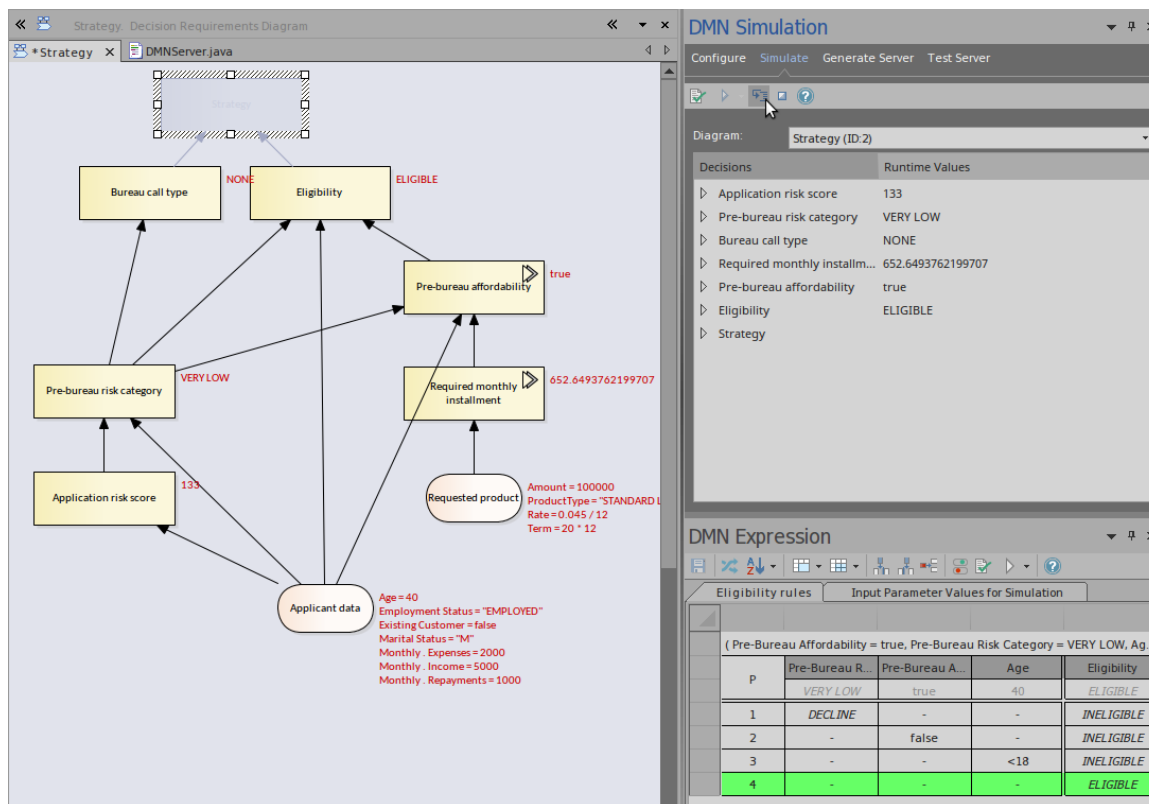 Strategy. Decision Requirements Diagram
*Strategy
DMNServer.java
Strategy
Bureau call type
NONE
Eligibility
ELIGIBLE
Pre-bureau affordability
true
Pre-bureau risk category
VERY LOW
Required monthly
installment
652.6493762199707
Application risk score
133
Requested product
Amount = 100000
ProductType = "STANDARD L
Rate = 0.045 / 12
Term = 20 * 12
Applicant data
Age = 40
Employment Status = "EMPLOYED"
Existing Customer = false
Marital Status = "M"
Monthly . Expenses = 2000
Monthly . Income = 5000
Monthly . Repayments = 1000
DMN Simulation
Configure Simulate Generate Server Test Server
Diagram: Strategy (ID:2)
Decisions Runtime Values
Application risk score 133
Pre-bureau risk category VERY LOW
Bureau call type NONE
Required monthly installm... 652.6493762199707
Pre-bureau affordability true
Eligibility ELIGIBLE
Strategy
DMN Expression
Eligibility rules Input Parameter Values for Simulation
( Pre-Bureau Affordability = true, Pre-Bureau Risk Category = VERY LOW, Ag.
P Pre-Bureau R... Pre-Bureau A... Age Eligibility
VERY LOW true 40 ELIGIBLE
1 DECLINE - - INELIGIBLE
2 - false - INELIGIBLE
3 - - <18 INELIGIBLE
4 - - - ELIGIBLE